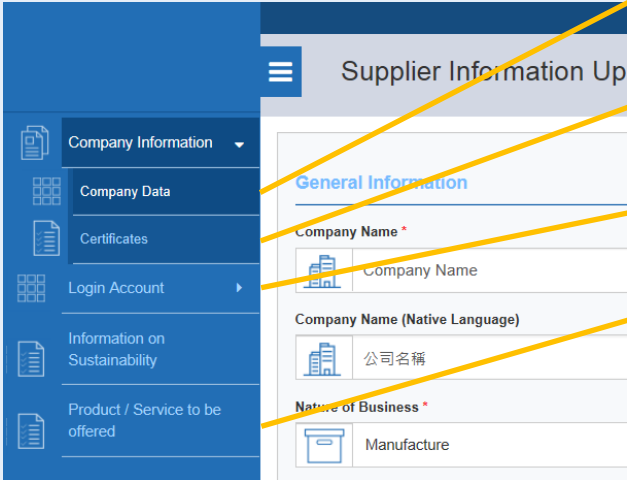 Supplier Information Up
Company Information
Company Data
Certificates
Login Account
Information on
Sustainability
Product / Service to be
offered
General Information
Company Name *
Company Name
Company Name (Native Language)
公司名稱
Nature of Business *
Manufacture